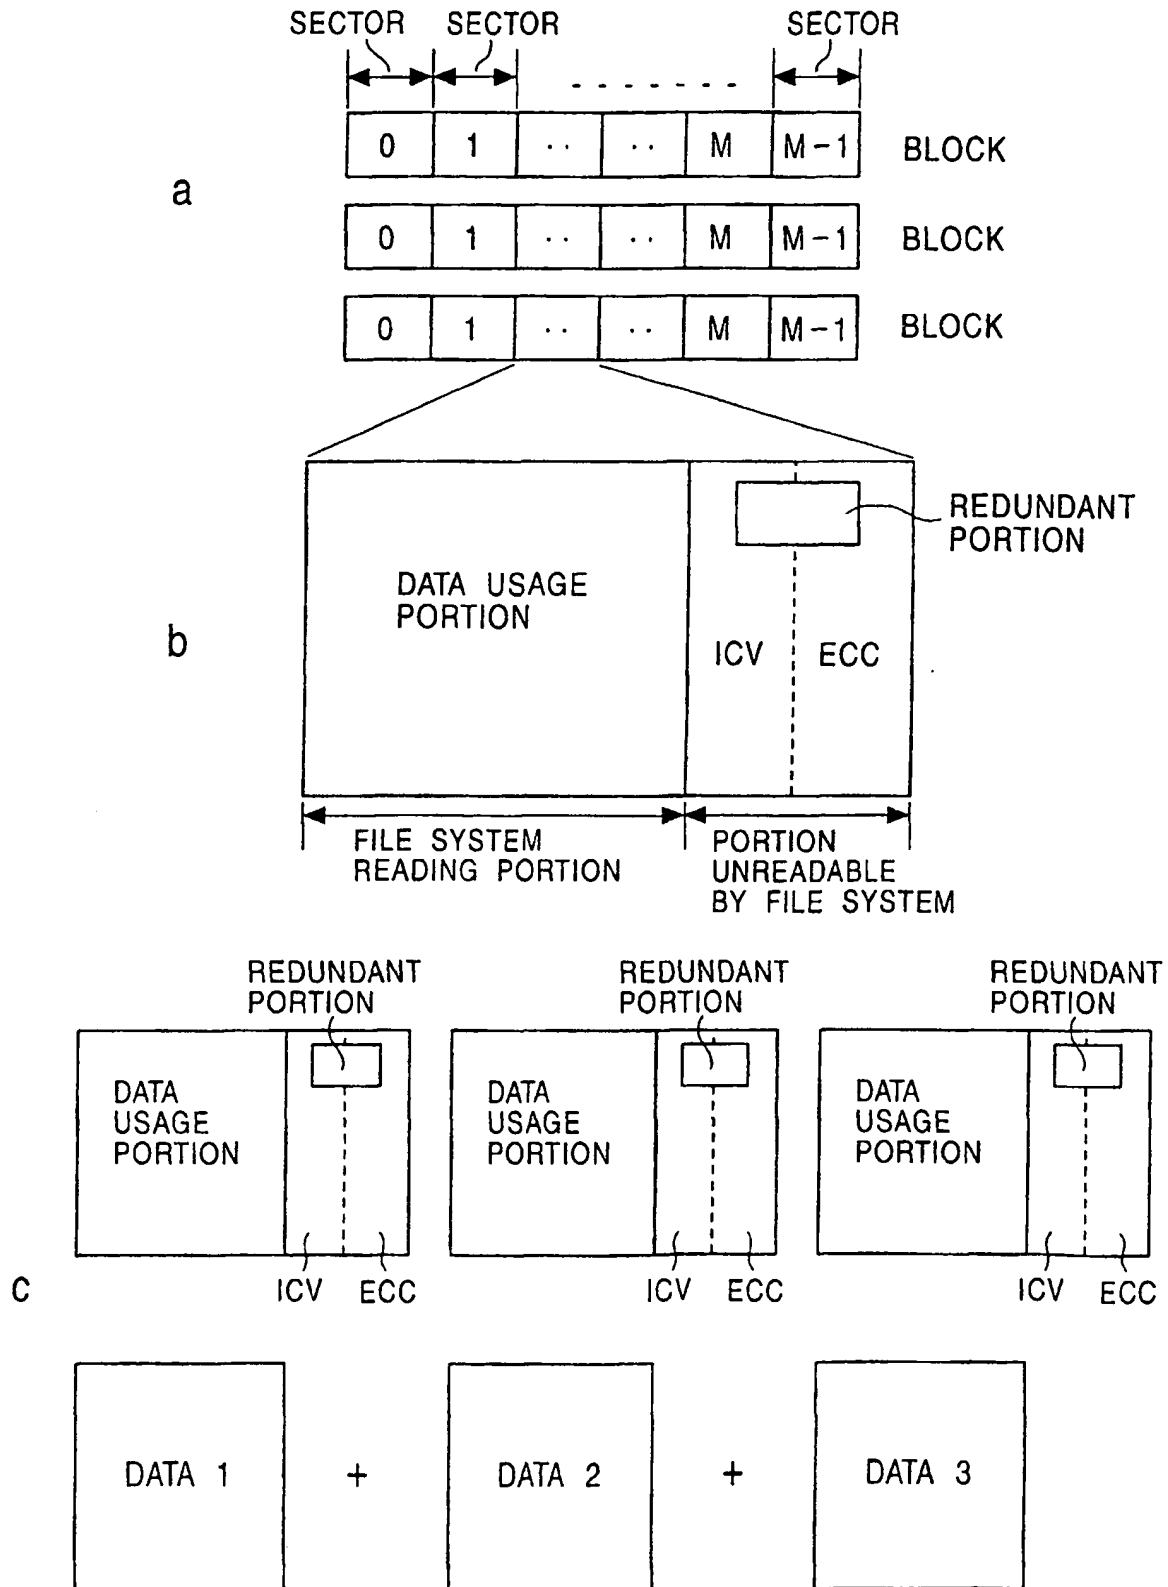 SECTOR SECTOR SECTOR
0 1 .. .. M M-1 BLOCK
a
0 1 .. .. M M-1 BLOCK
0 1 .. .. M M-1 BLOCK
REDUNDANT
PORTION
DATA USAGE
PORTION
b
ICV ECC
FILE SYSTEM
READING PORTION
PORTION
UNREADABLE
BY FILE SYSTEM
REDUNDANT
PORTION
REDUNDANT
PORTION
REDUNDANT
PORTION
DATA
USAGE
PORTION
DATA
USAGE
PORTION
DATA
USAGE
PORTION
c
ICV ECC
ICV ECC
ICV ECC
DATA 1 + DATA 2 + DATA 3